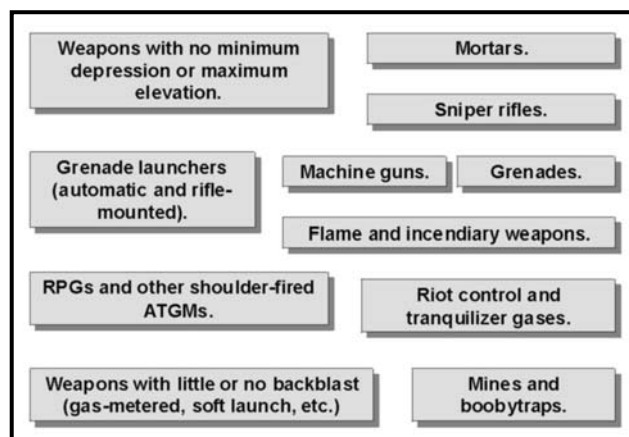 Weapons with no minimum
depression or maximum
elevation.
Mortars.
Sniper rifles.
Grenade launchers
(automatic and rifle-
mounted).
Machine guns.
Grenades.
Flame and incendiary weapons.
RPGs and other shoulder-fired
ATGMs.
Riot control and
tranquilizer gases.
Weapons with little or no backblast
(gas-metered, soft launch, etc.)
Mines and
boobytraps.